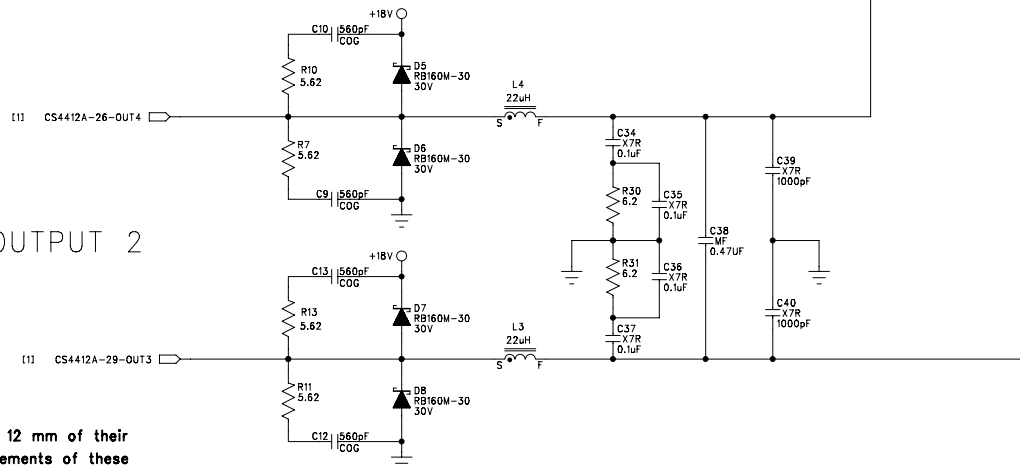 +18V
C10 560pF
COG
R10
5.62
D5
RB160M-30
30V
L4
22uH
S F
[1] CS4412A-26-OUT4
R7
5.62
D6
RB160M-30
30V
C9 560pF
COG
C34
X7R
0.1uF
C39
X7R
1000pF
R30
6.2
C35
X7R
0.1uF
OUTPUT 2
C38
MF
0.47UF
+18V
C13 560pF
COG
R31
6.2
C36
X7R
0.1uF
R13
5.62
D7
RB160M-30
30V
C40
X7R
1000pF
L3
22uH
C37
X7R
0.1uF
[1] CS4412A-29-OUT3
S F
R11
5.62
D8
RB160M-30
30V
C12 560pF
COG
12 mm of their
ements of these